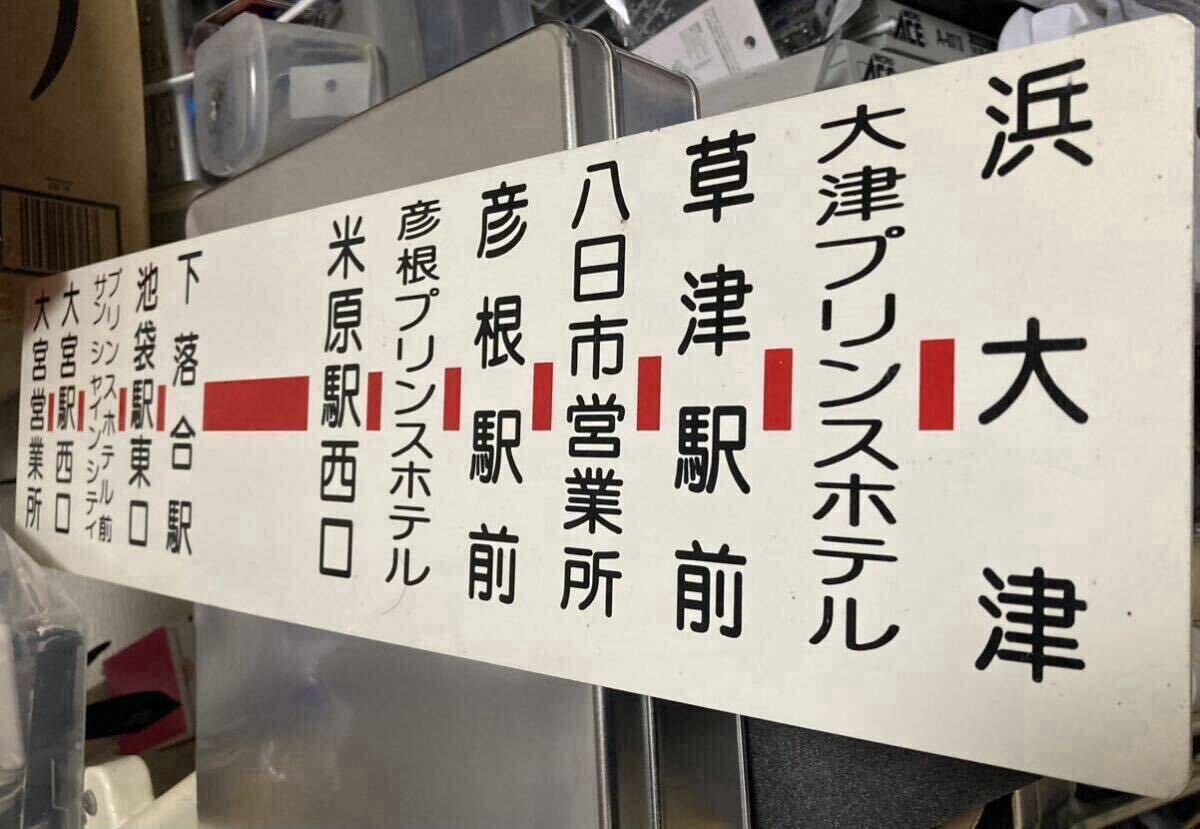 浜大津
大津プリンスホテル
草津駅前
八日市営業所
彦根駅前
彦根プリンスホテル
米原駅西口
下落合駅
池袋駅東口
プリンスホテル前
サンシャインシティ
大宮駅西口
大宮営業所
ACE
A-873
ACE